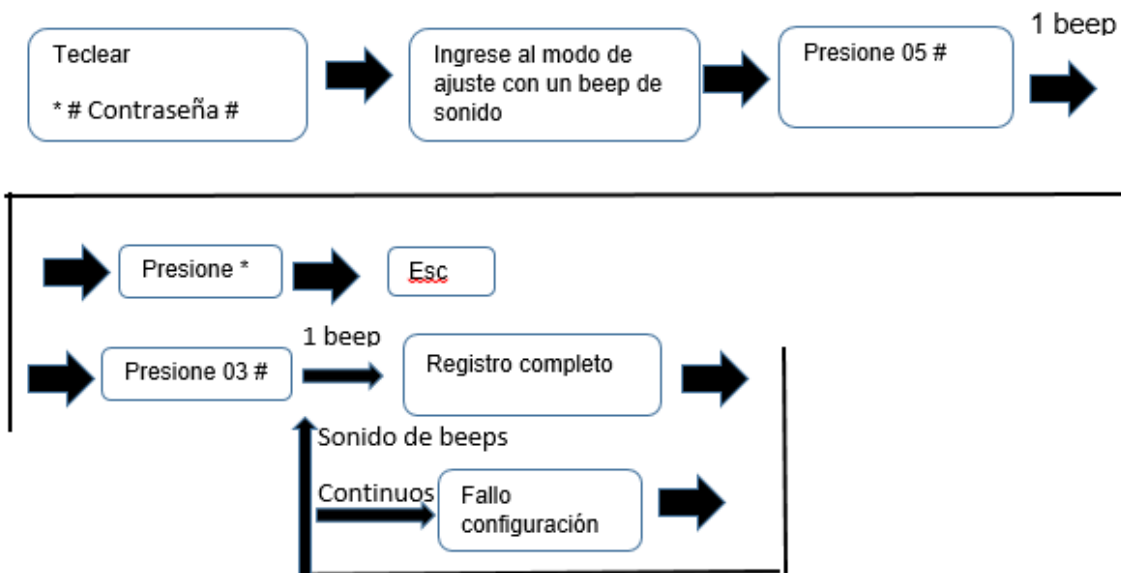 Teclear
* # Contraseña #
Ingrese al modo de
ajuste con un beep de
sonido
Presione 05 #
1 beep
Presione *
Esc
Presione 03 #
1 beep
Registro completo
Sonido de beeps
Continuos
Fallo
configuración